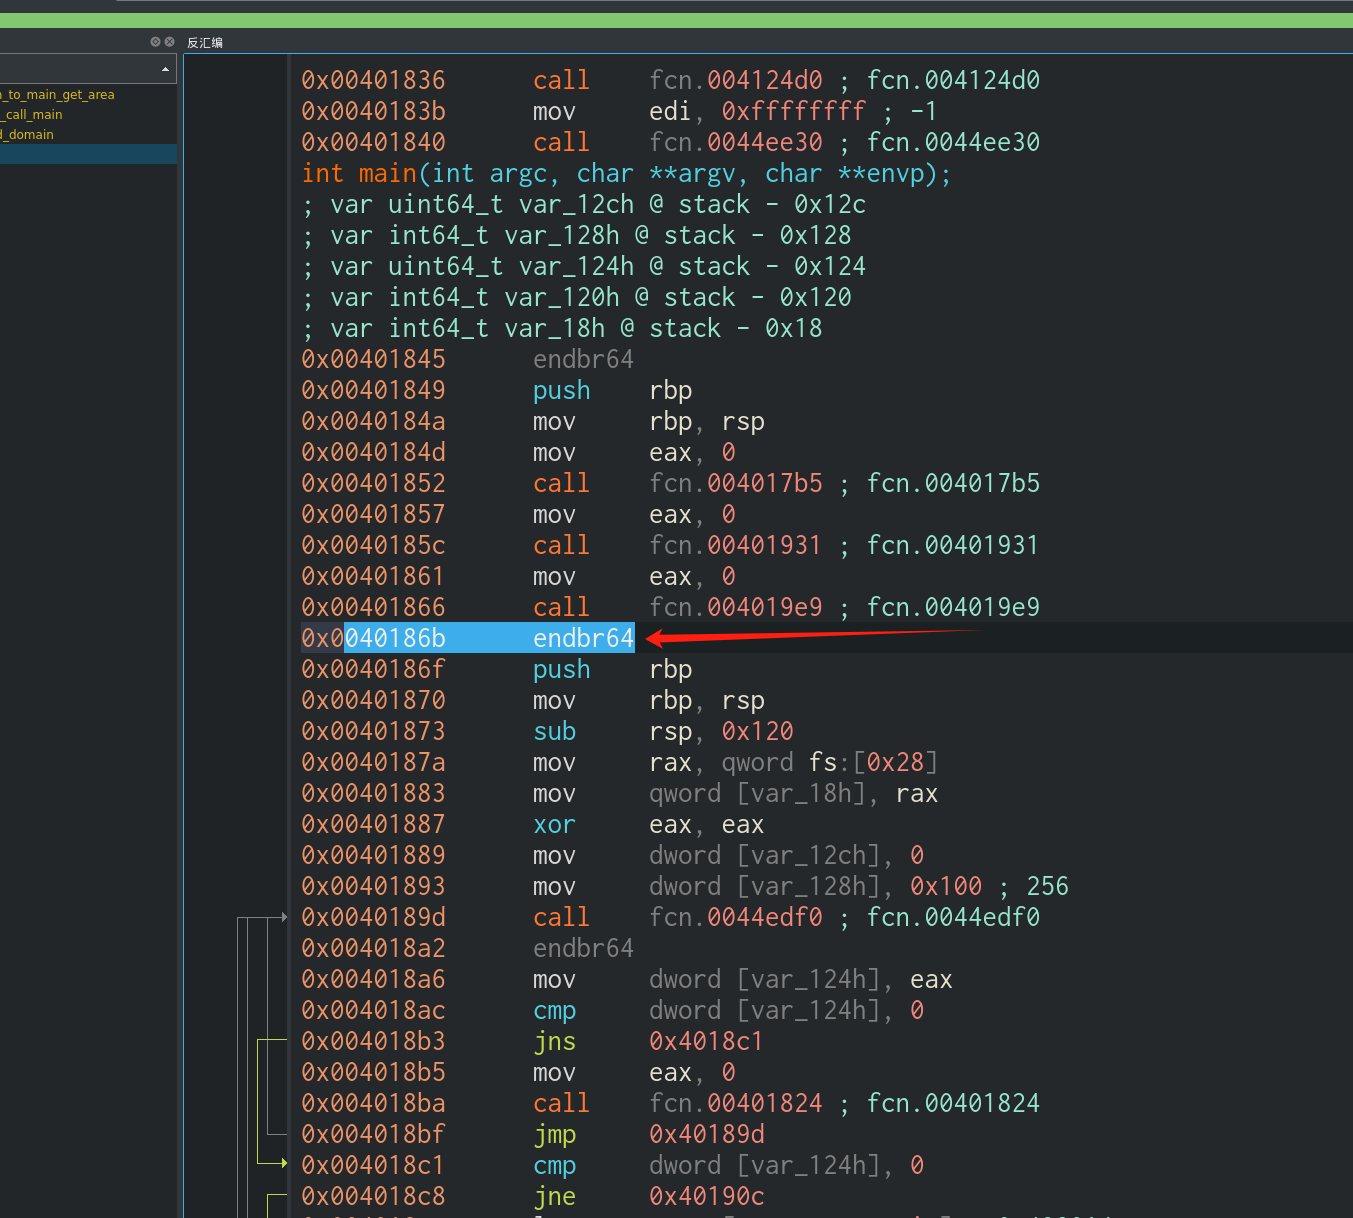 反汇编
_to_main_get_area
_call_main
d_domain
0x00401836 call fcn.004124d0 ; fcn.004124d0
0x0040183b mov edi, 0xffffffff ; -1
0x00401840 call fcn.0044ee30 ; fcn.0044ee30
int main(int argc, char **argv, char **envp);
; var uint64_t var_12ch @ stack - 0x12c
; var int64_t var_128h @ stack - 0x128
; var uint64_t var_124h @ stack - 0x124
; var int64_t var_120h @ stack - 0x120
; var int64_t var_18h @ stack - 0x18
0x00401845 endbr64
0x00401849 push rbp
0x0040184a mov rbp, rsp
0x0040184d mov eax, 0
0x00401852 call fcn.004017b5 ; fcn.004017b5
0x00401857 mov eax, 0
0x0040185c call fcn.00401931 ; fcn.00401931
0x00401861 mov eax, 0
0x00401866 call fcn.004019e9 ; fcn.004019e9
0x0040186b endbr64
0x0040186f push rbp
0x00401870 mov rbp, rsp
0x00401873 sub rsp, 0x120
0x0040187a mov rax, qword fs:[0x28]
0x00401883 mov qword [var_18h], rax
0x00401887 xor eax, eax
0x00401889 mov dword [var_12ch], 0
0x00401893 mov dword [var_128h], 0x100 ; 256
0x0040189d call fcn.0044edf0 ; fcn.0044edf0
0x004018a2 endbr64
0x004018a6 mov dword [var_124h], eax
0x004018ac cmp dword [var_124h], 0
0x004018b3 jns 0x4018c1
0x004018b5 mov eax, 0
0x004018ba call fcn.00401824 ; fcn.00401824
0x004018bf jmp 0x40189d
0x004018c1 cmp dword [var_124h], 0
0x004018c8 jne 0x40190c